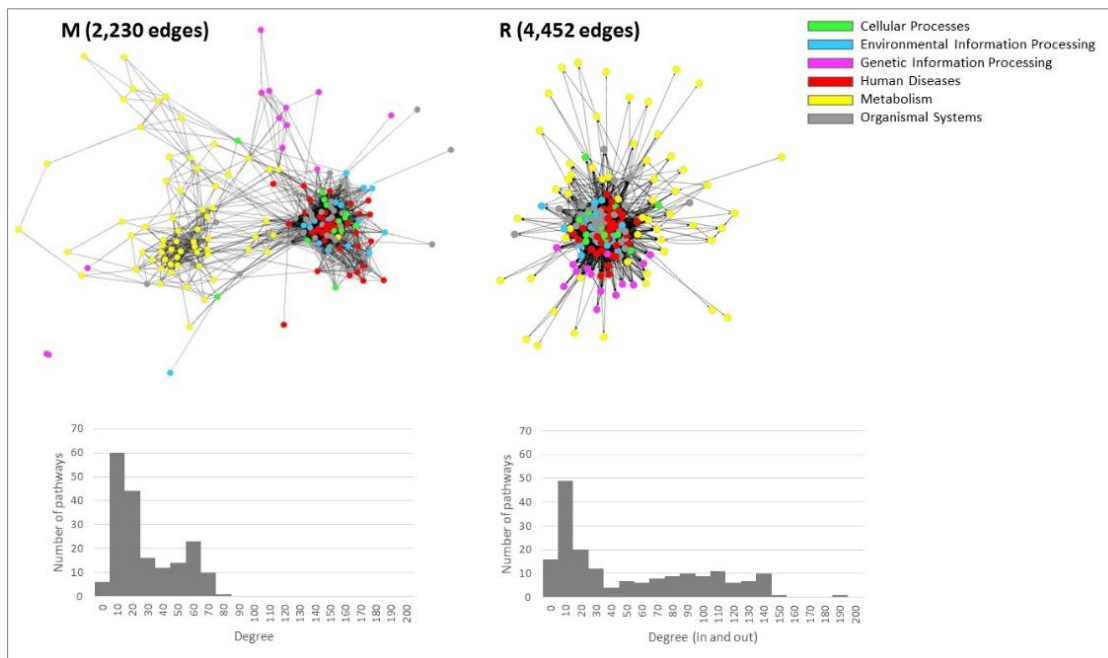 M (2,230 edges)
R (4,452 edges)
Cellular Processes
Environmental Information Processing
Genetic Information Processing
Human Diseases
Metabolism
Organismal Systems
Number of pathways
70
60
50
40
30
20
10
0
0 10 20 30 40 50 60 70 80 90 100 110 120 130 140 150 160 170 180 190 200
Degree
Number of pathways
70
60
50
40
30
20
10
0
0 10 20 30 40 50 60 70 80 90 100 110 120 130 140 150 160 170 180 190 200
Degree (in and out)